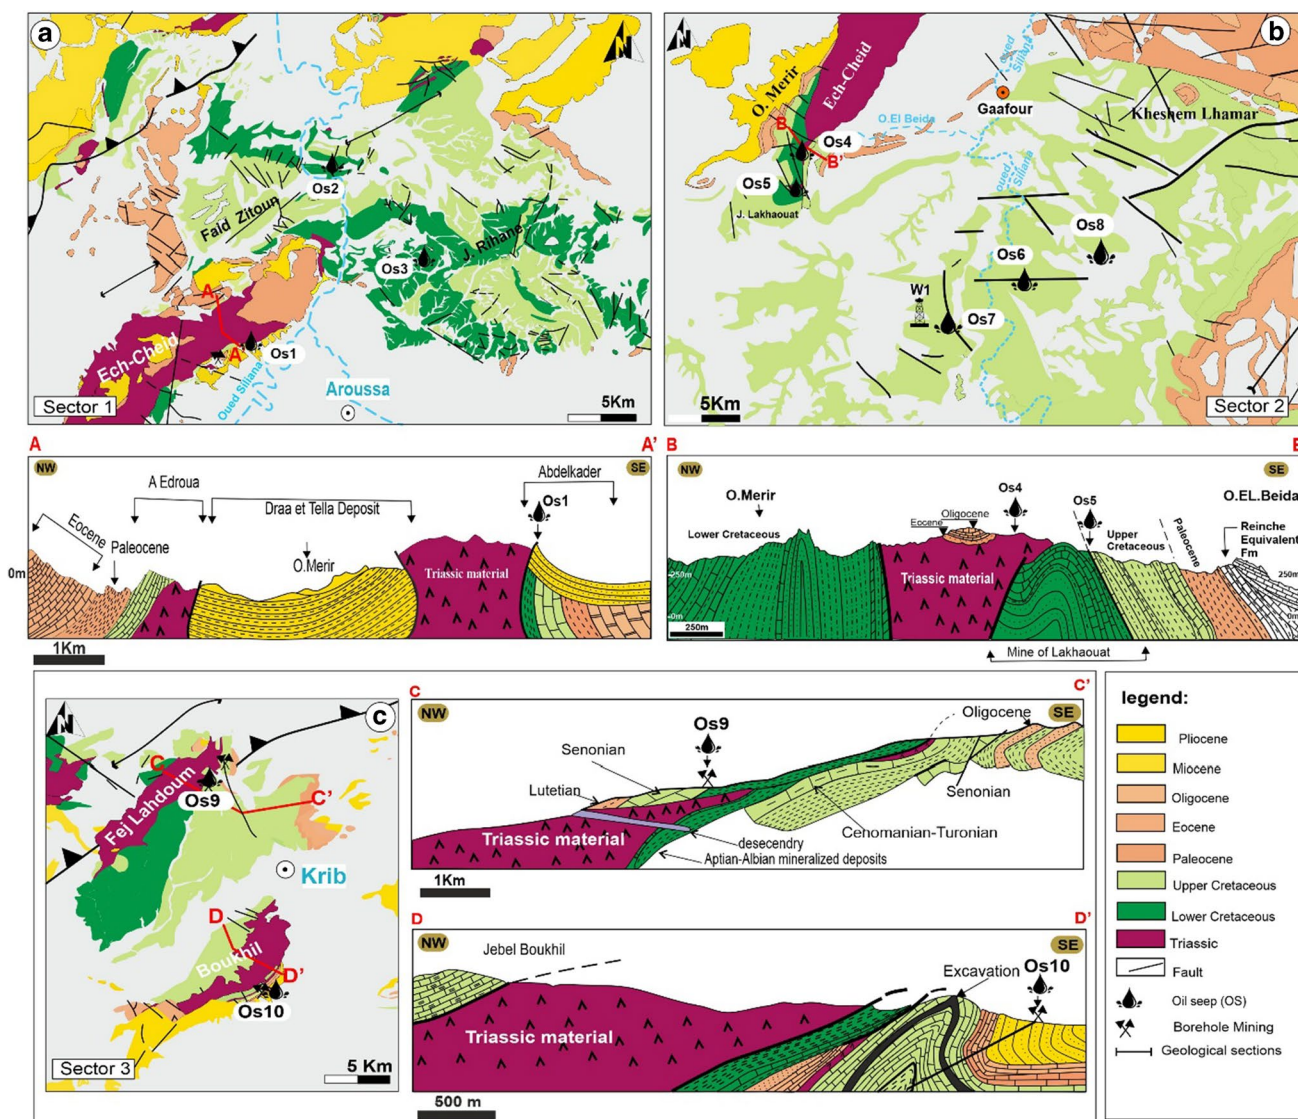 a
N
Os2
Faid Zitoun
J. Rihane
Os3
A
A'
Ech-Cheid
Os1
Oued Siliana
Aroussa
Sector 1
5Km
b
N
O. Merir
Ech-Cheid
oued Siliana
Gaafour
Kheshem Lhamar
O.El Beida
B
Os4
B'
Os5
J. Lakhaouat
oued Siliana
Os8
Os6
W1
Os7
5Km
Sector 2
A
A'
NW
SE
A Edroua
Abdelkader
Draa et Tella Deposit
Os1
Eocene
Paleocene
O.Merir
0m
Triassic material
1Km
B
B
NW
SE
O.Merir
Os4
Os5
O.EL.Beida
Oligocene
Eocene
Lower Cretaceous
Upper Cretaceous
Paleocene
Reinche Equivalent Fm
250m
250m
Triassic material
0m
0m
250m
Mine of Lakhaouat
c
N
C
Os9
C'
Fej Lahdoum
Krib
D
Boukhil
D'
Os10
Sector 3
5 Km
C
C'
NW
SE
Os9
Oligocene
Senonian
Lutetian
Senonian
Triassic material
Cehomanian-Turonian
desecendry
Aptian-Albian mineralized deposits
1Km
D
D'
NW
SE
Jebel Boukhil
Excavation
Os10
Triassic material
500 m
legend:
Pliocene
Miocene
Oligocene
Eocene
Paleocene
Upper Cretaceous
Lower Cretaceous
Triassic
Fault
Oil seep (OS)
Borehole Mining
Geological sections